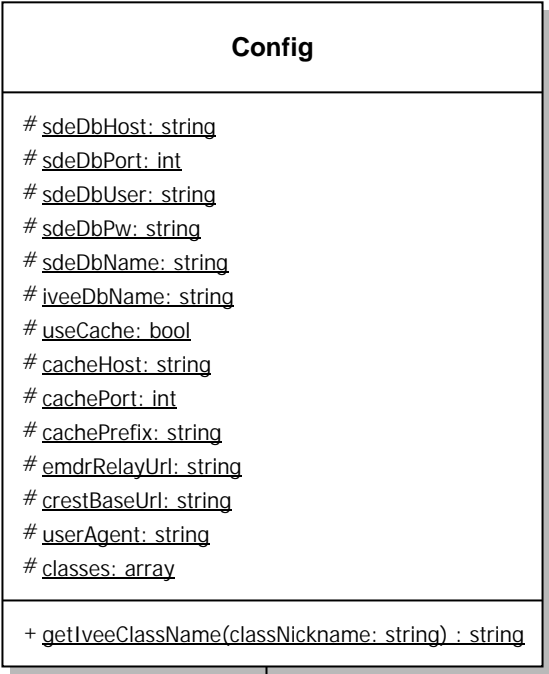 Config
# sdeDbHost: string
# sdeDbPort: int
# sdeDbUser: string
# sdeDbPw: string
# sdeDbName: string
# iveeDbName: string
# useCache: bool
# cacheHost: string
# cachePort: int
# cachePrefix: string
# emdrRelayUrl: string
# crestBaseUrl: string
# userAgent: string
# classes: array
+ getIveeClassName(classNickname: string) : string